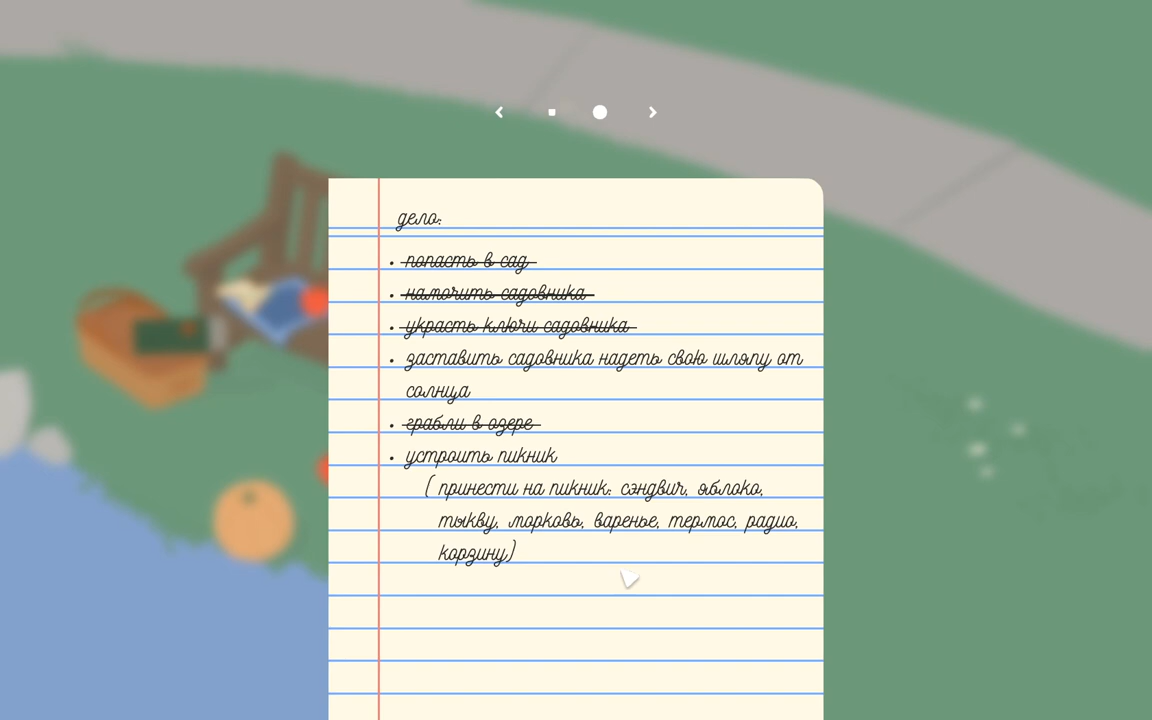 дело:
• попасть в сад
• намочить садовника
• украсть ключи садовника
• заставить садовника надеть свою шляпу от
солнца
• грабли в озере
• устроить пикник
( принести на пикник: сэндвич, яблоко,
тыкву, морковь, варенье, термос, радио,
корзину)